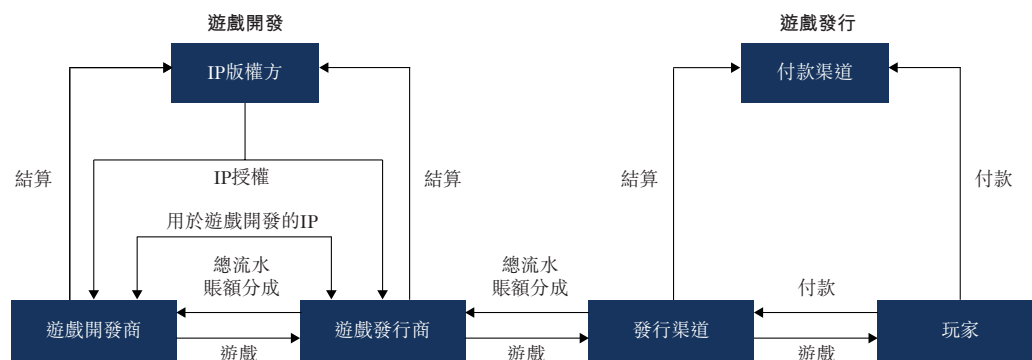 遊戲開發
遊戲發行
IP版權方
付款渠道
結算
IP授權
結算
結算
付款
用於遊戲開發的IP
總流水
賬額分成
總流水
賬額分成
付款
遊戲開發商
遊戲發行商
發行渠道
玩家
遊戲
遊戲
遊戲